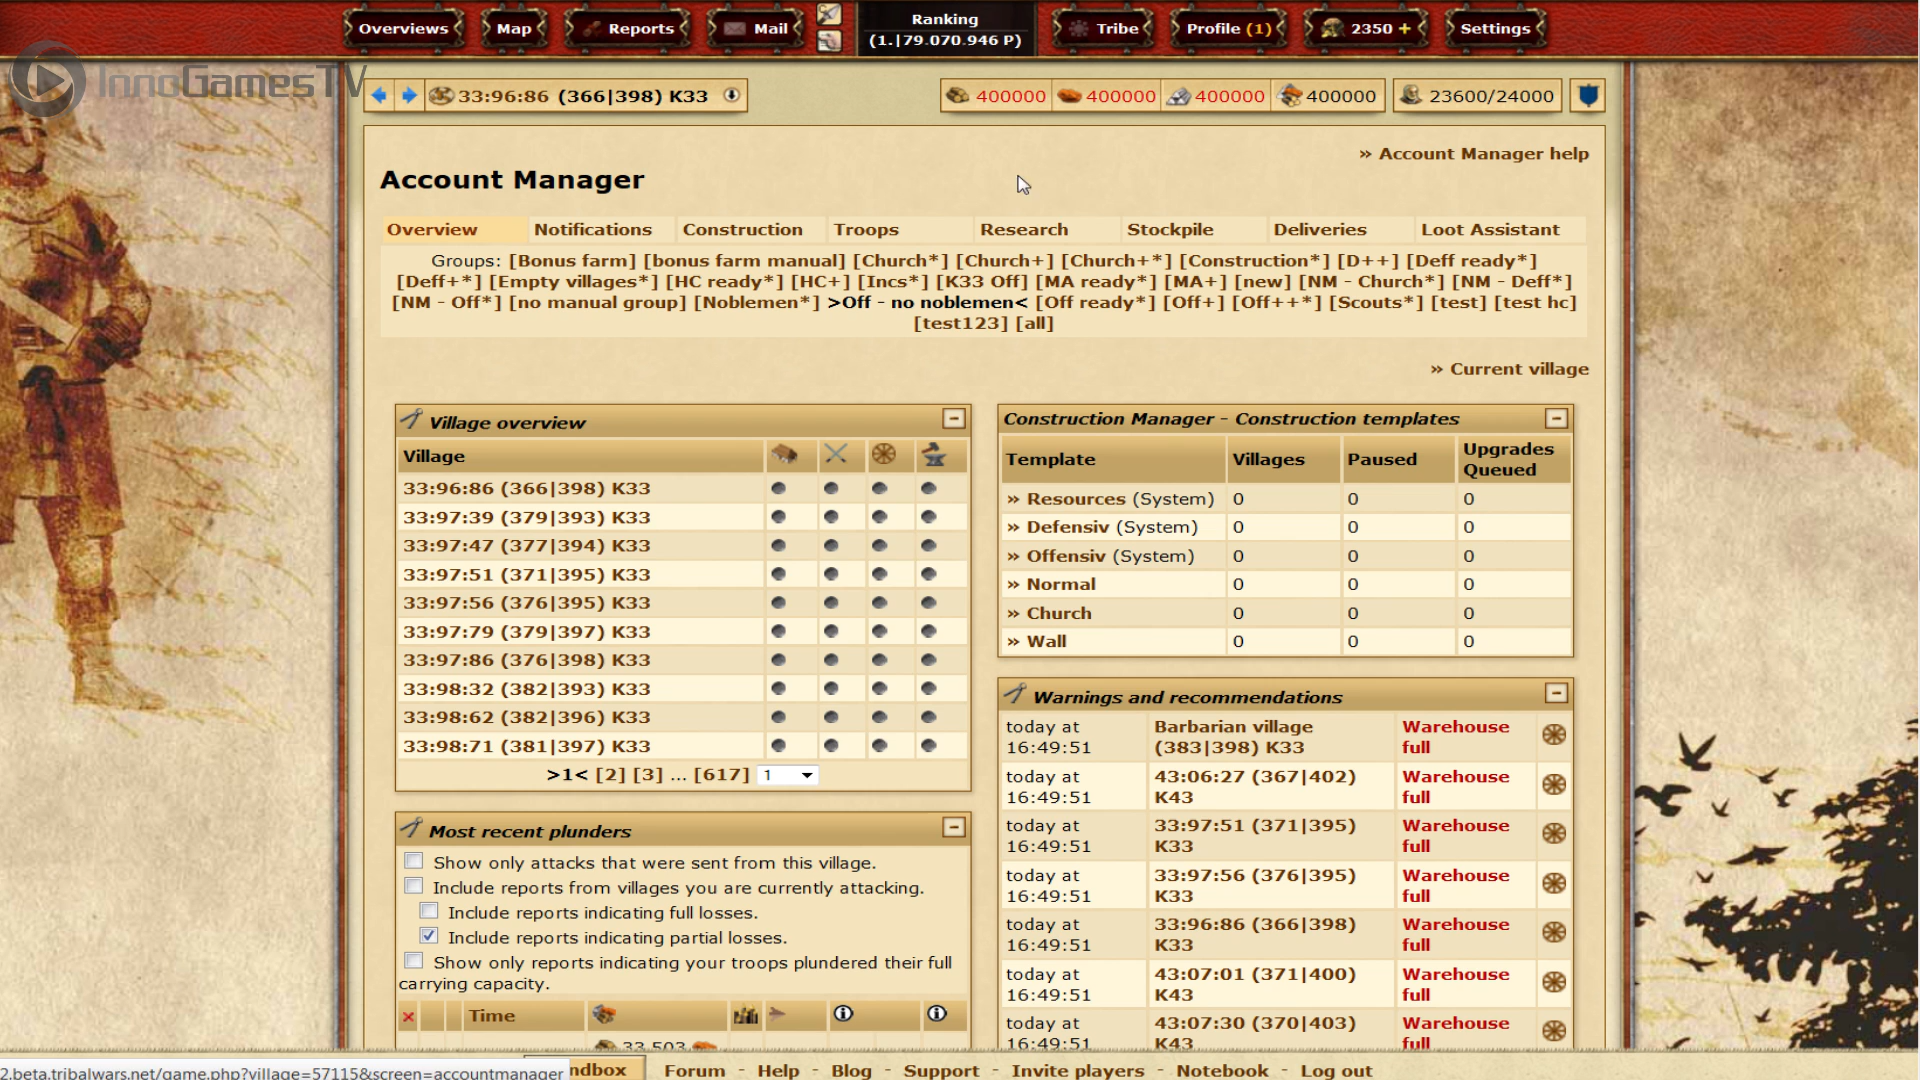 Overviews
Map
Reports
Mail
Ranking
(1.|79.070.946 P)
Tribe
Profile (1)
2350 +
Settings
InnoGamesTV
33:96:86 (366|398) K33
400000
400000
400000
400000
23600/24000
» Account Manager help
Account Manager
Overview
Notifications
Construction
Troops
Research
Stockpile
Deliveries
Loot Assistant
Groups: [Bonus farm] [bonus farm manual] [Church*] [Church+] [Church+*] [Construction*] [D++] [Deff ready*]
[Deff+*] [Empty villages*] [HC ready*] [HC+] [Incs*] [K33 Off] [MA ready*] [MA+] [new] [NM - Church*] [NM - Deff*]
[NM - Off*] [no manual group] [Noblemen*] >Off - no noblemen< [Off ready*] [Off+] [Off++*] [Scouts*] [test] [test hc]
[test123] [all]
» Current village
Village overview
Village
33:96:86 (366|398) K33
33:97:39 (379|393) K33
33:97:47 (377|394) K33
33:97:51 (371|395) K33
33:97:56 (376|395) K33
33:97:79 (379|397) K33
33:97:86 (376|398) K33
33:98:32 (382|393) K33
33:98:62 (382|396) K33
33:98:71 (381|397) K33
>1< [2] [3] ... [617] 1
Most recent plunders
Show only attacks that were sent from this village.
Include reports from villages you are currently attacking.
Include reports indicating full losses.
Include reports indicating partial losses.
Show only reports indicating your troops plundered their full
carrying capacity.
Time
33.503
Construction Manager - Construction templates
Template
Villages
Paused
Upgrades
Queued
» Resources (System) 0 0 0
» Defensiv (System) 0 0 0
» Offensiv (System) 0 0 0
» Normal 0 0 0
» Church 0 0 0
» Wall 0 0 0
Warnings and recommendations
today at Barbarian village Warehouse
16:49:51 (383|398) K33 full
today at 43:06:27 (367|402) Warehouse
16:49:51 K43 full
today at 33:97:51 (371|395) Warehouse
16:49:51 K33 full
today at 33:97:56 (376|395) Warehouse
16:49:51 K33 full
today at 33:96:86 (366|398) Warehouse
16:49:51 K33 full
today at 43:07:01 (371|400) Warehouse
16:49:51 K43 full
today at 43:07:30 (370|403) Warehouse
16:49:51 K43 full
2.beta.tribalwars.net/game.php?village=57115&screen=accountmanager
ndbox
Forum - Help - Blog - Support - Invite players - Notebook - Log out